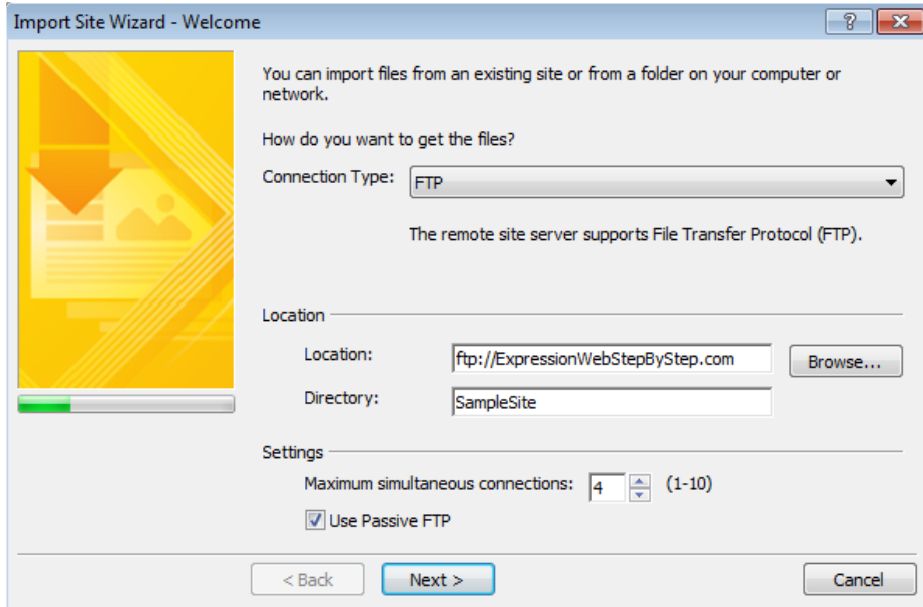 Import Site Wizard - Welcome
You can import files from an existing site or from a folder on your computer or
network.
How do you want to get the files?
Connection Type: FTP
The remote site server supports File Transfer Protocol (FTP).
Location
Location: ftp://ExpressionWebStepByStep.com Browse...
Directory: SampleSite
Settings
Maximum simultaneous connections: 4 (1-10)
Use Passive FTP
< Back Next > Cancel